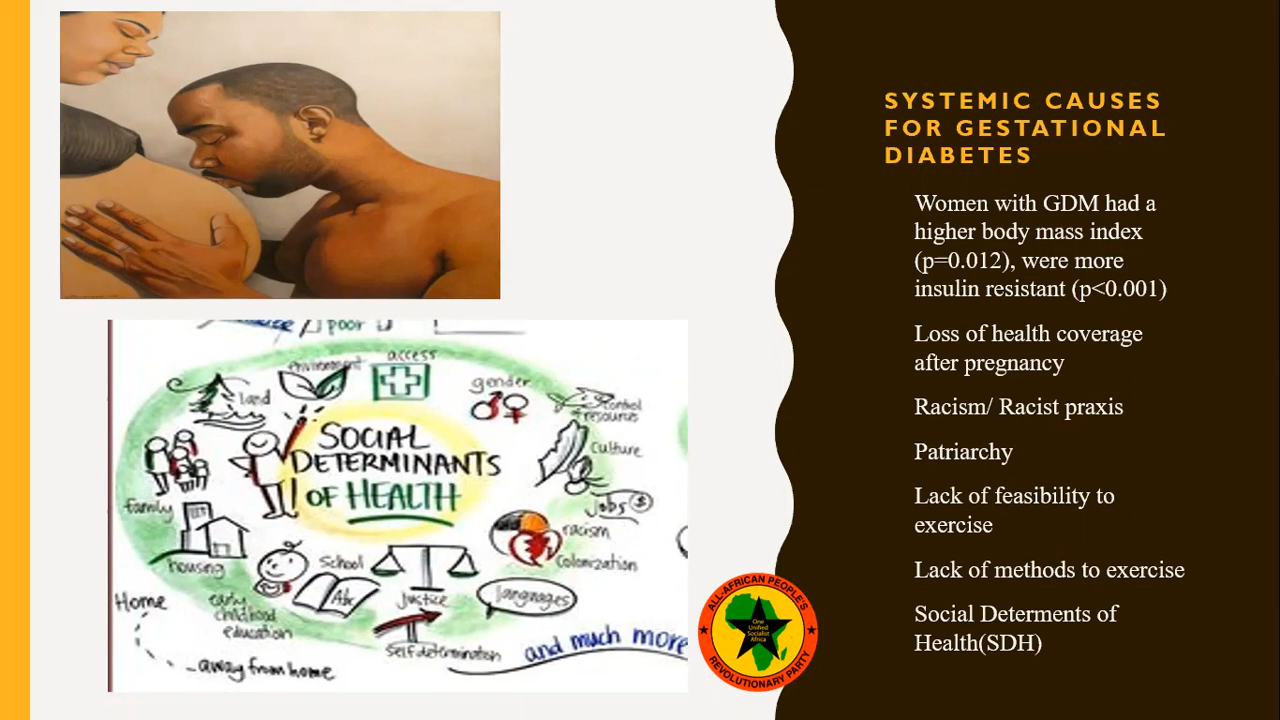 SYSTEMIC CAUSES
FOR GESTATIONAL
DIABETES
Women with GDM had a
higher body mass index
(p=0.012), were more
insulin resistant (p<0.001)
Loss of health coverage
after pregnancy
Racism/ Racist praxis
Patriarchy
Lack of feasibility to
exercise
Lack of methods to exercise
Social Determents of
Health(SDH)
poor
environment
access
land
gender
control
resources
SOCIAL
DETERMINANTS
OF HEALTH
culture
family
jobs $
racism
colonization
housing
School
Abc
Justice
languages
Home
early
childhood
education
Self determination
and much more
away from home
ALL-AFRICAN PEOPLE'S
One
Unified
Socialist
Africa
REVOLUTIONARY PARTY